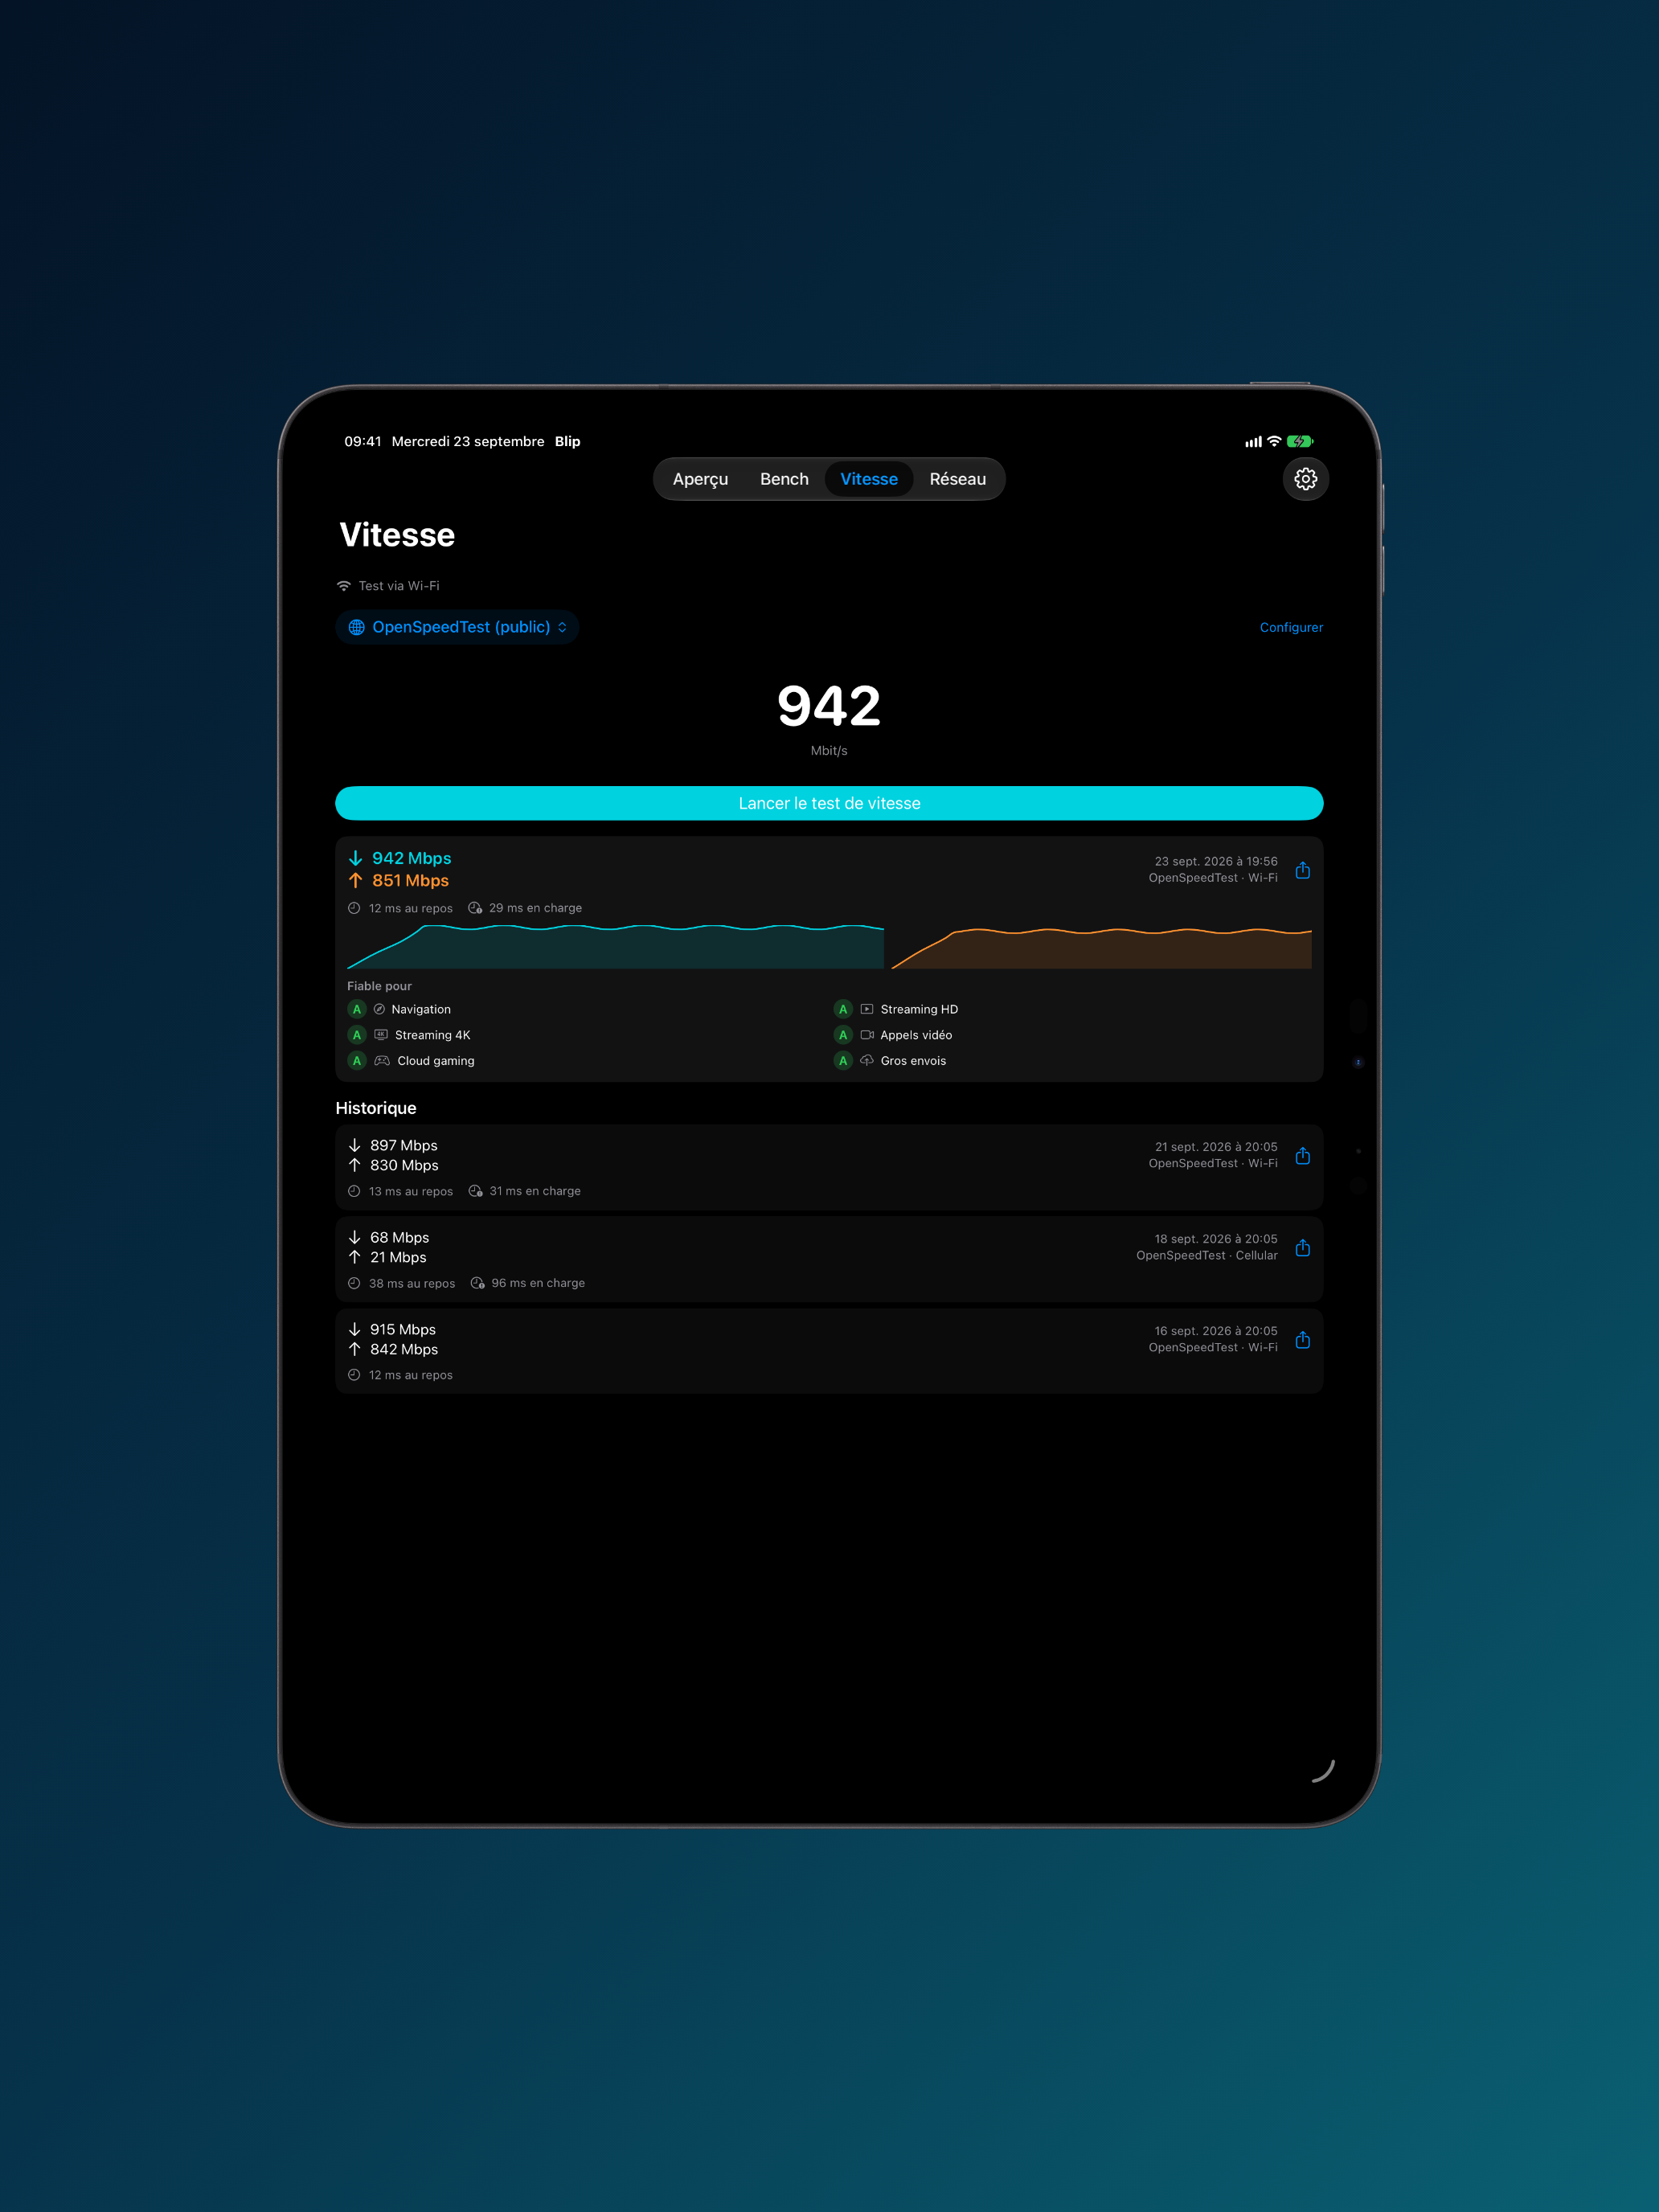 09:41 Mercredi 23 septembre Blip
Aperçu Bench Vitesse Réseau
Vitesse
Test via Wi-Fi
OpenSpeedTest (public) Configurer
942
Mbit/s
Lancer le test de vitesse
942 Mbps
851 Mbps
23 sept. 2026 à 19:56
OpenSpeedTest · Wi-Fi
12 ms au repos 29 ms en charge
Fiable pour
A Navigation A Streaming HD
A 4K Streaming 4K A Appels vidéo
A Cloud gaming A Gros envois
Historique
897 Mbps
830 Mbps
21 sept. 2026 à 20:05
OpenSpeedTest · Wi-Fi
13 ms au repos 31 ms en charge
68 Mbps
21 Mbps
18 sept. 2026 à 20:05
OpenSpeedTest · Cellular
38 ms au repos 96 ms en charge
915 Mbps
842 Mbps
16 sept. 2026 à 20:05
OpenSpeedTest · Wi-Fi
12 ms au repos